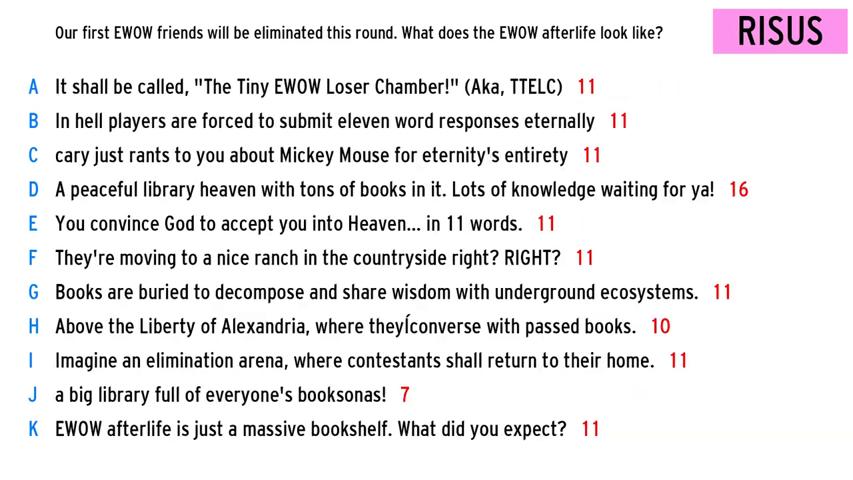 Our first EWOW friends will be eliminated this round. What does the EWOW afterlife look like?
RISUS
A It shall be called, "The Tiny EWOW Loser Chamber!" (Aka, TTELC) 11
B In hell players are forced to submit eleven word responses eternally 11
C cary just rants to you about Mickey Mouse for eternity's entirety 11
D A peaceful library heaven with tons of books in it. Lots of knowledge waiting for ya! 16
E You convince God to accept you into Heaven... in 11 words. 11
F They're moving to a nice ranch in the countryside right? RIGHT? 11
G Books are buried to decompose and share wisdom with underground ecosystems. 11
H Above the Liberty of Alexandria, where theyÍconverse with passed books. 10
I Imagine an elimination arena, where contestants shall return to their home. 11
J a big library full of everyone's booksonas! 7
K EWOW afterlife is just a massive bookshelf. What did you expect? 11